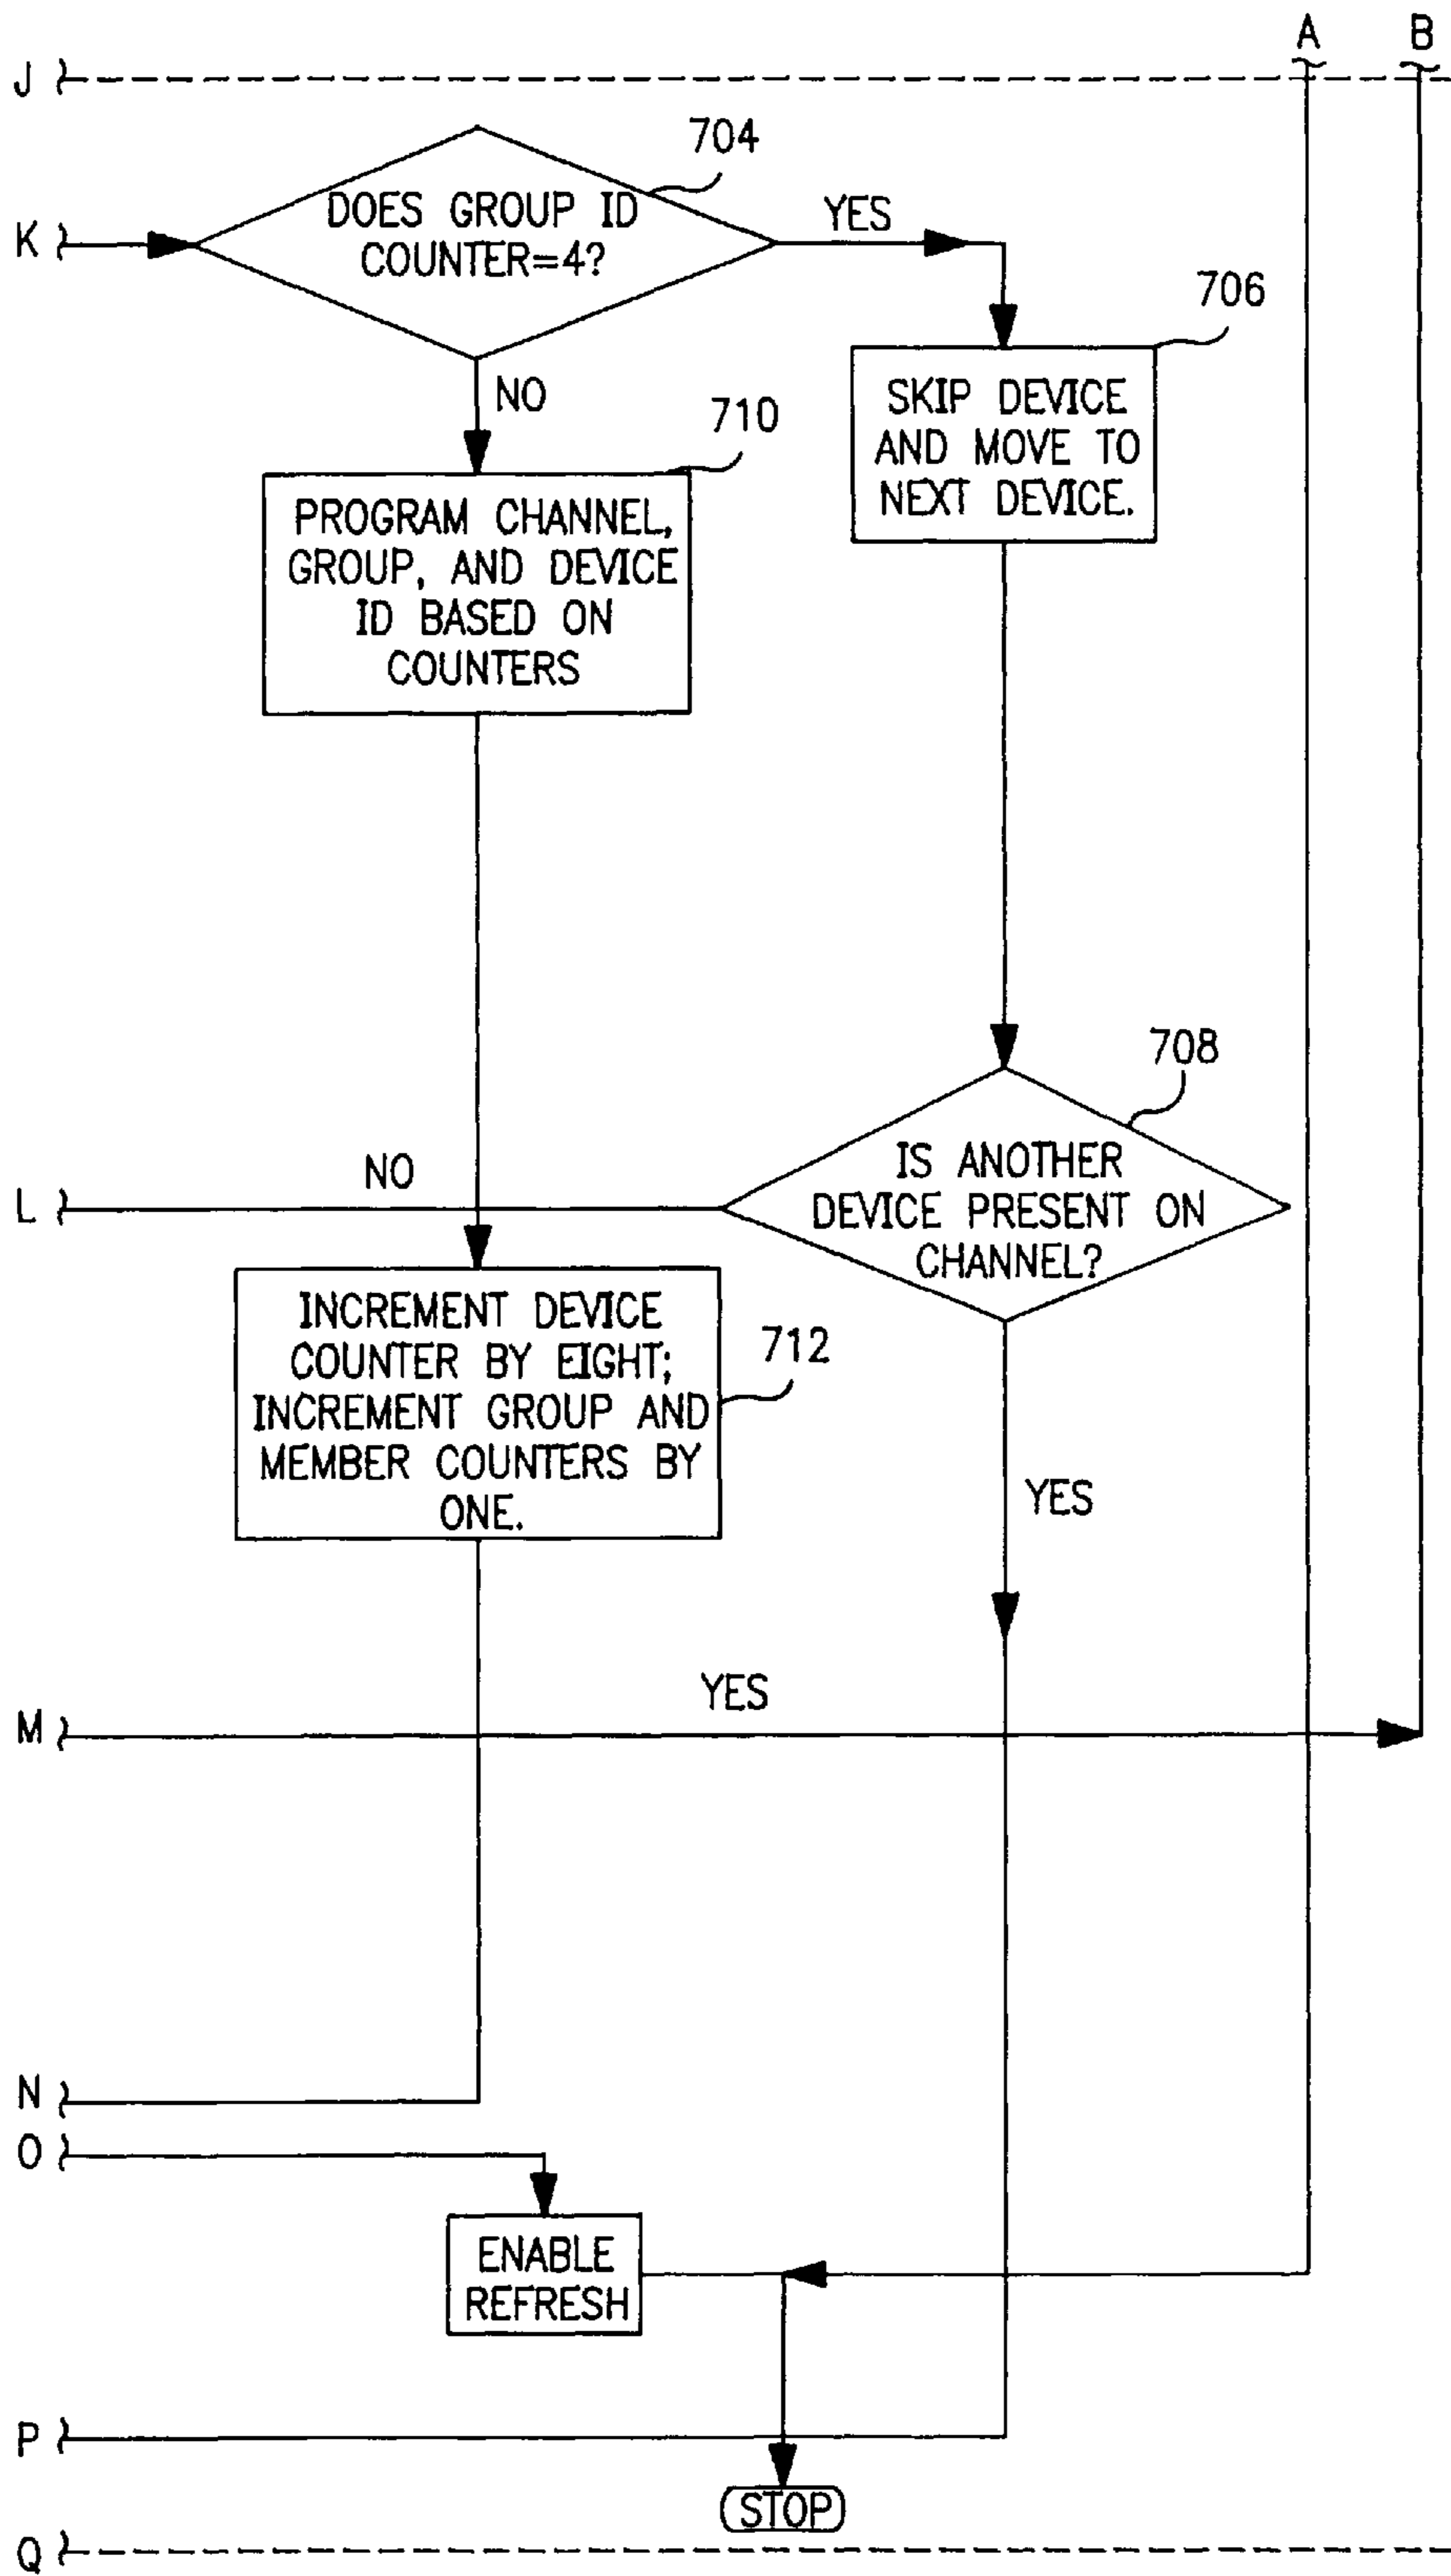 A B
J
704
K
DOES GROUP ID
COUNTER=4?
YES
706
SKIP DEVICE
AND MOVE TO
NEXT DEVICE.
NO
710
PROGRAM CHANNEL,
GROUP, AND DEVICE
ID BASED ON
COUNTERS
708
IS ANOTHER
DEVICE PRESENT ON
CHANNEL?
NO
L
INCREMENT DEVICE
COUNTER BY EIGHT;
INCREMENT GROUP AND
MEMBER COUNTERS BY
ONE.
712
YES
YES
M
N
O
ENABLE
REFRESH
P
STOP
Q